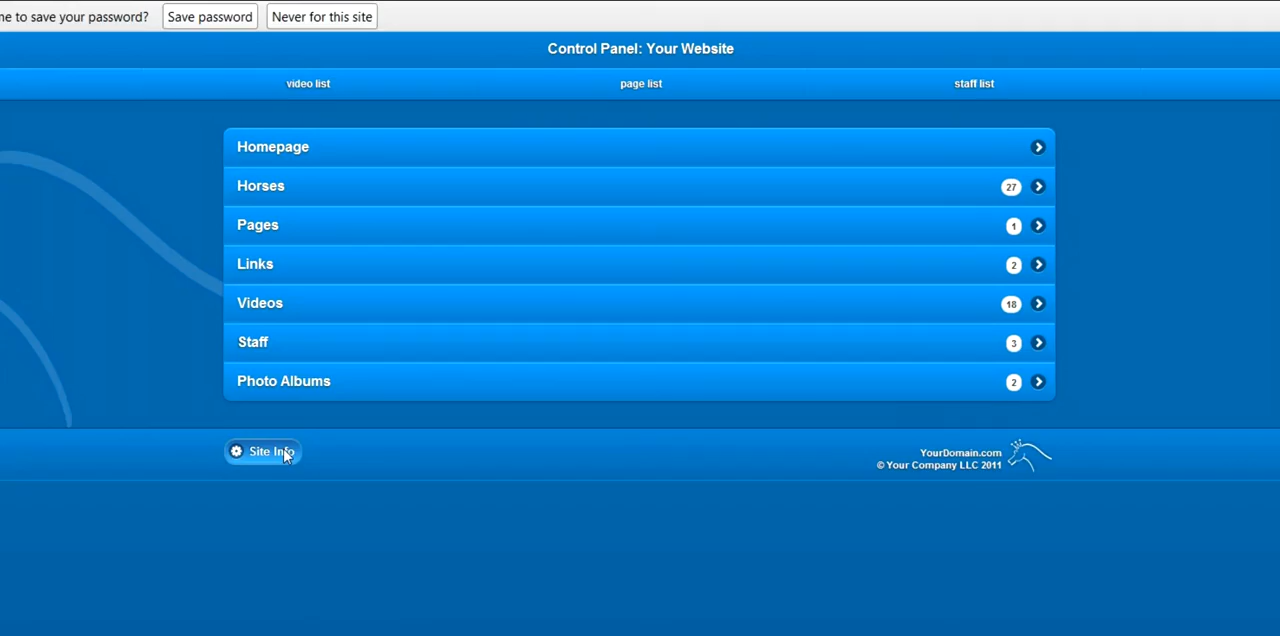 me to save your password? Save password Never for this site
Control Panel: Your Website
video list page list staff list
Homepage
Horses 27
Pages 1
Links 2
Videos 18
Staff 3
Photo Albums 2
Site Info
YourDomain.com
© Your Company LLC 2011